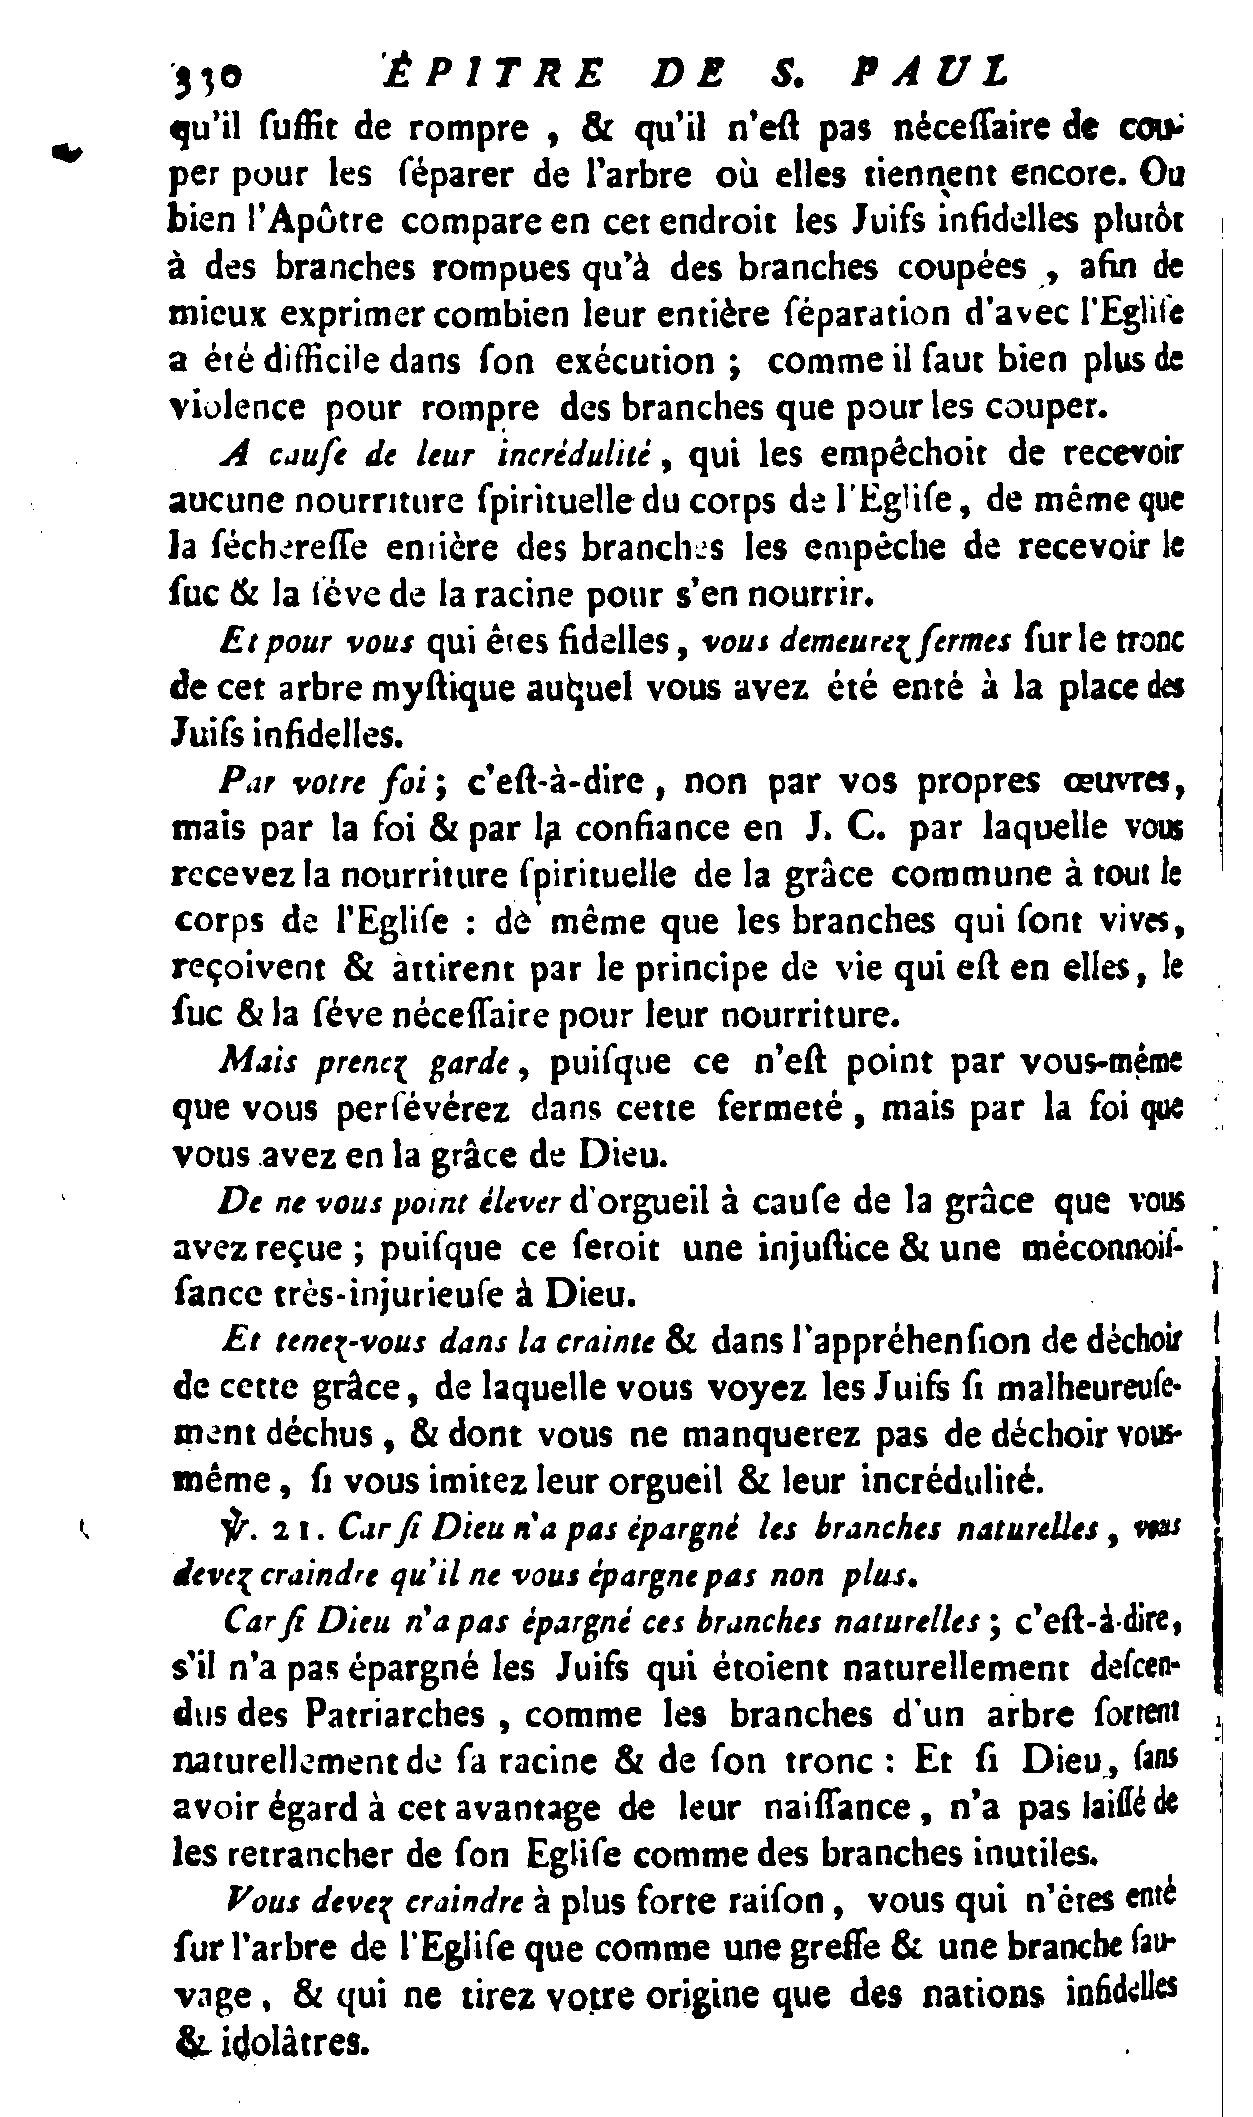 330 ÉPITRE DE S. PAUL
qu'il ſuffit de rompre, & qu'il n'eſt pas néceſſaire de cou-
per pour les ſéparer de l'arbre où elles tiennent encore. Ou
bien l'Apûtre compare en cet endroit les Juifs infidelles plutôt
à des branches rompues qu'à des branches coupées, afin de
mieux exprimer combien leur entière ſéparation d'avec l'Egliſe
a été difficile dans ſon exécution ; comme il faut bien plus de
violence pour rompre des branches que pour les couper.
A cauſe de leur incrédulité, qui les empêchoit de recevoir
aucune nourriture ſpirituelle du corps de l'Egliſe, de même que
la ſéchereſſe entière des branches les empêche de recevoir le
ſuc & la ſéve de la racine pour s'en nourrir.
Et pour vous qui êtes fidelles, vous demeurez fermes ſur le tronc
de cet arbre myſtique auquel vous avez été enté à la place des
Juifs infidelles.
Par votre foi ; c'eſt-à-dire, non par vos propres œuvres,
mais par la foi & par la confiance en J. C. par laquelle vous
recevez la nourriture ſpirituelle de la grâce commune à tout le
corps de l'Egliſe : de même que les branches qui ſont vives,
reçoivent & attirent par le principe de vie qui eſt en elles, le
ſuc & la ſéve néceſſaire pour leur nourriture.
Mais prenez garde, puiſque ce n'eſt point par vous-même
que vous perſévérez dans cette fermeté, mais par la foi que
vous avez en la grâce de Dieu.
De ne vous point élever d'orgueil à cauſe de la grâce que vous
avez reçue ; puiſque ce ſeroit une injuſtice & une méconnoiſ-
ſance très-injurieuſe à Dieu.
Et tenez-vous dans la crainte & dans l'appréhenſion de déchoir
de cette grâce, de laquelle vous voyez les Juifs ſi malheureuſe-
ment déchus, & dont vous ne manquerez pas de déchoir vous-
même, ſi vous imitez leur orgueil & leur incrédulité.
℣. 21. Car ſi Dieu n'a pas épargné les branches naturelles, vous
devez craindre qu'il ne vous épargne pas non plus.
Car ſi Dieu n'a pas épargné ces branches naturelles ; c'eſt-à-dire,
s'il n'a pas épargné les Juifs qui étoient naturellement deſcen-
dus des Patriarches, comme les branches d'un arbre ſortent
naturellement de ſa racine & de ſon tronc : Et ſi Dieu, ſans
avoir égard à cet avantage de leur naiſſance, n'a pas laiſſé de
les retrancher de ſon Egliſe comme des branches inutiles.
Vous devez craindre à plus forte raiſon, vous qui n'êtes enté
ſur l'arbre de l'Egliſe que comme une greffe & une branche ſau-
vage, & qui ne tirez votre origine que des nations infidelles
& idolâtres.